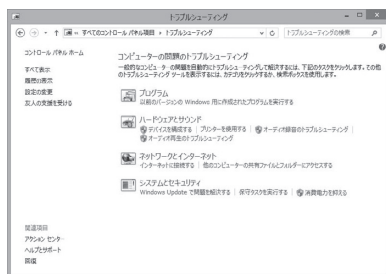 トラブルシューティング
すべてのコントロール パネル項目 › トラブルシューティング
トラブルシューティングの検索
コントロール パネル ホーム
すべて表示
履歴の表示
設定の変更
友人の支援を受ける
コンピューターの問題のトラブルシューティング
一般的なコンピューターの問題を自動的にトラブルシューティングして解決するには、下記のタスクをクリックします。その他
のトラブルシューティング ツールを表示するには、カテゴリをクリックするか、検索ボックスを使用します。
プログラム
以前のバージョンの Windows 用に作成されたプログラムを実行する
ハードウェアとサウンド
デバイスを構成する | プリンターを使用する | オーディオ録音のトラブルシューティング |
オーディオ再生のトラブルシューティング
ネットワークとインターネット
インターネットに接続する | 他のコンピューターの共有ファイルとフォルダーにアクセスする
システムとセキュリティ
Windows Update で問題を解決する | 保守タスクを実行する | 消費電力を抑える
関連項目
アクション センター
ヘルプとサポート
回復